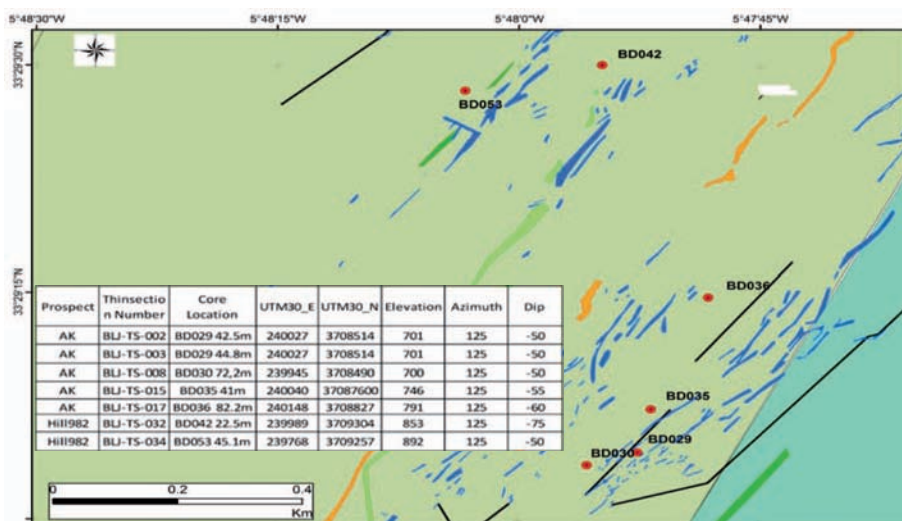 5°48'30"W 5°48'15"W 5°48'0"W 5°47'45"W
33°29'30"N
BD042
BD053
33°29'15"N
BD036
Prospect Thinsectio n Number Core Location UTM30_E UTM30_N Elevation Azimuth Dip
AK BLJ-TS-002 BD029 42.5m 240027 3708514 701 125 -50
AK BLJ-TS-003 BD029 44.8m 240027 3708514 701 125 -50
AK BLJ-TS-008 BD030 72,2m 239945 3708490 700 125 -50
AK BLJ-TS-015 BD035 41m 240040 37087600 746 125 -55
AK BLJ-TS-017 BD036 82.2m 240148 3708827 791 125 -60
Hill982 BLJ-TS-032 BD042 22.5m 239989 3709304 853 125 -75
Hill982 BLJ-TS-034 BD053 45.1m 239768 3709257 892 125 -50
BD035
BD029
BD030
0 0.2 0.4
Km